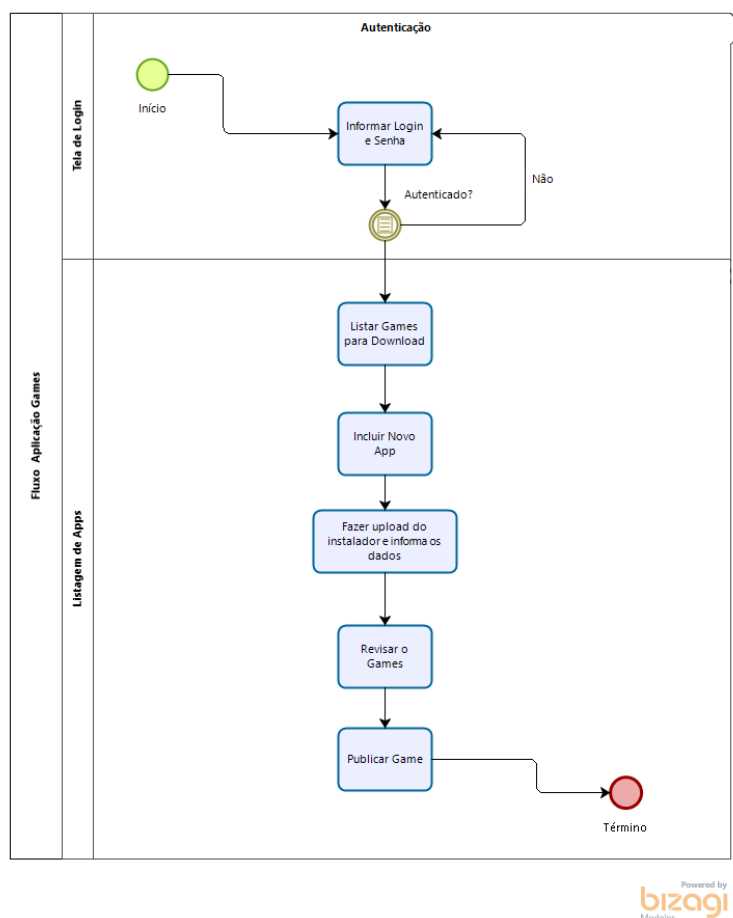 Autenticação
Fluxo Aplicação Games
Tela de Login
Início
Informar Login
e Senha
Não
Autenticado?
Listagem de Apps
Listar Games
para Download
Incluir Novo
App
Fazer upload do
instalador e informa os
dados
Revisar o
Games
Publicar Game
Término
Powered by
bizagi
Modeler